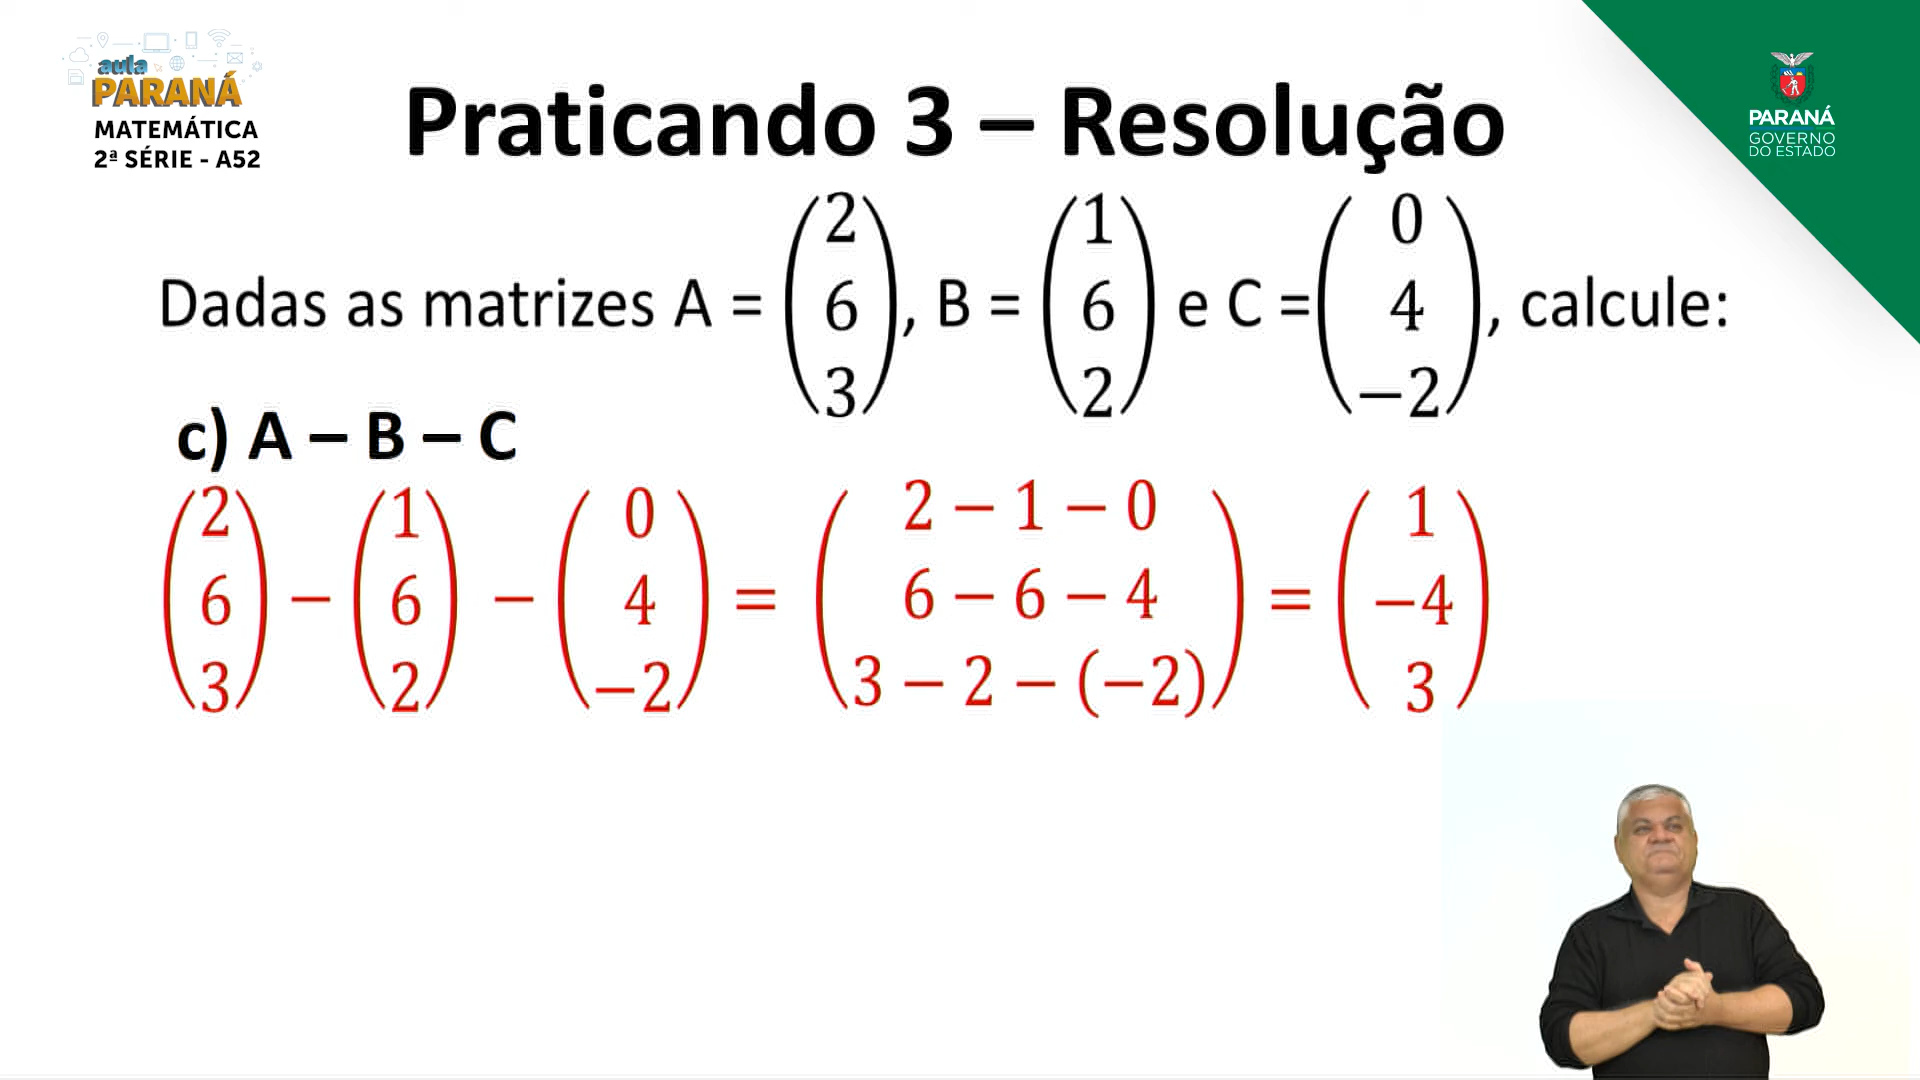 aula
PARANÁ
MATEMÁTICA
2ª SÉRIE - A52
Praticando 3 – Resolução
PARANÁ
GOVERNO
DO ESTADO
Dadas as matrizes A = (2 6 3), B = (1 6 2) e C = (0 4 −2), calcule:
c) A – B – C
(2 6 3) − (1 6 2) − (0 4 −2) = (2 − 1 − 0 6 − 6 − 4 3 − 2 − (−2)) = (1 −4 3)